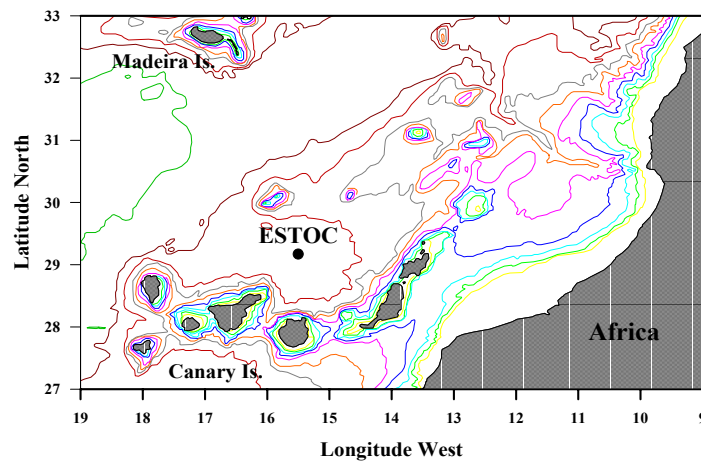 33
Madeira Is.
32
31
30
Latitude North
ESTOC
29
28
Africa
Canary Is.
27
19 18 17 16 15 14 13 12 11 10 9
Longitude West